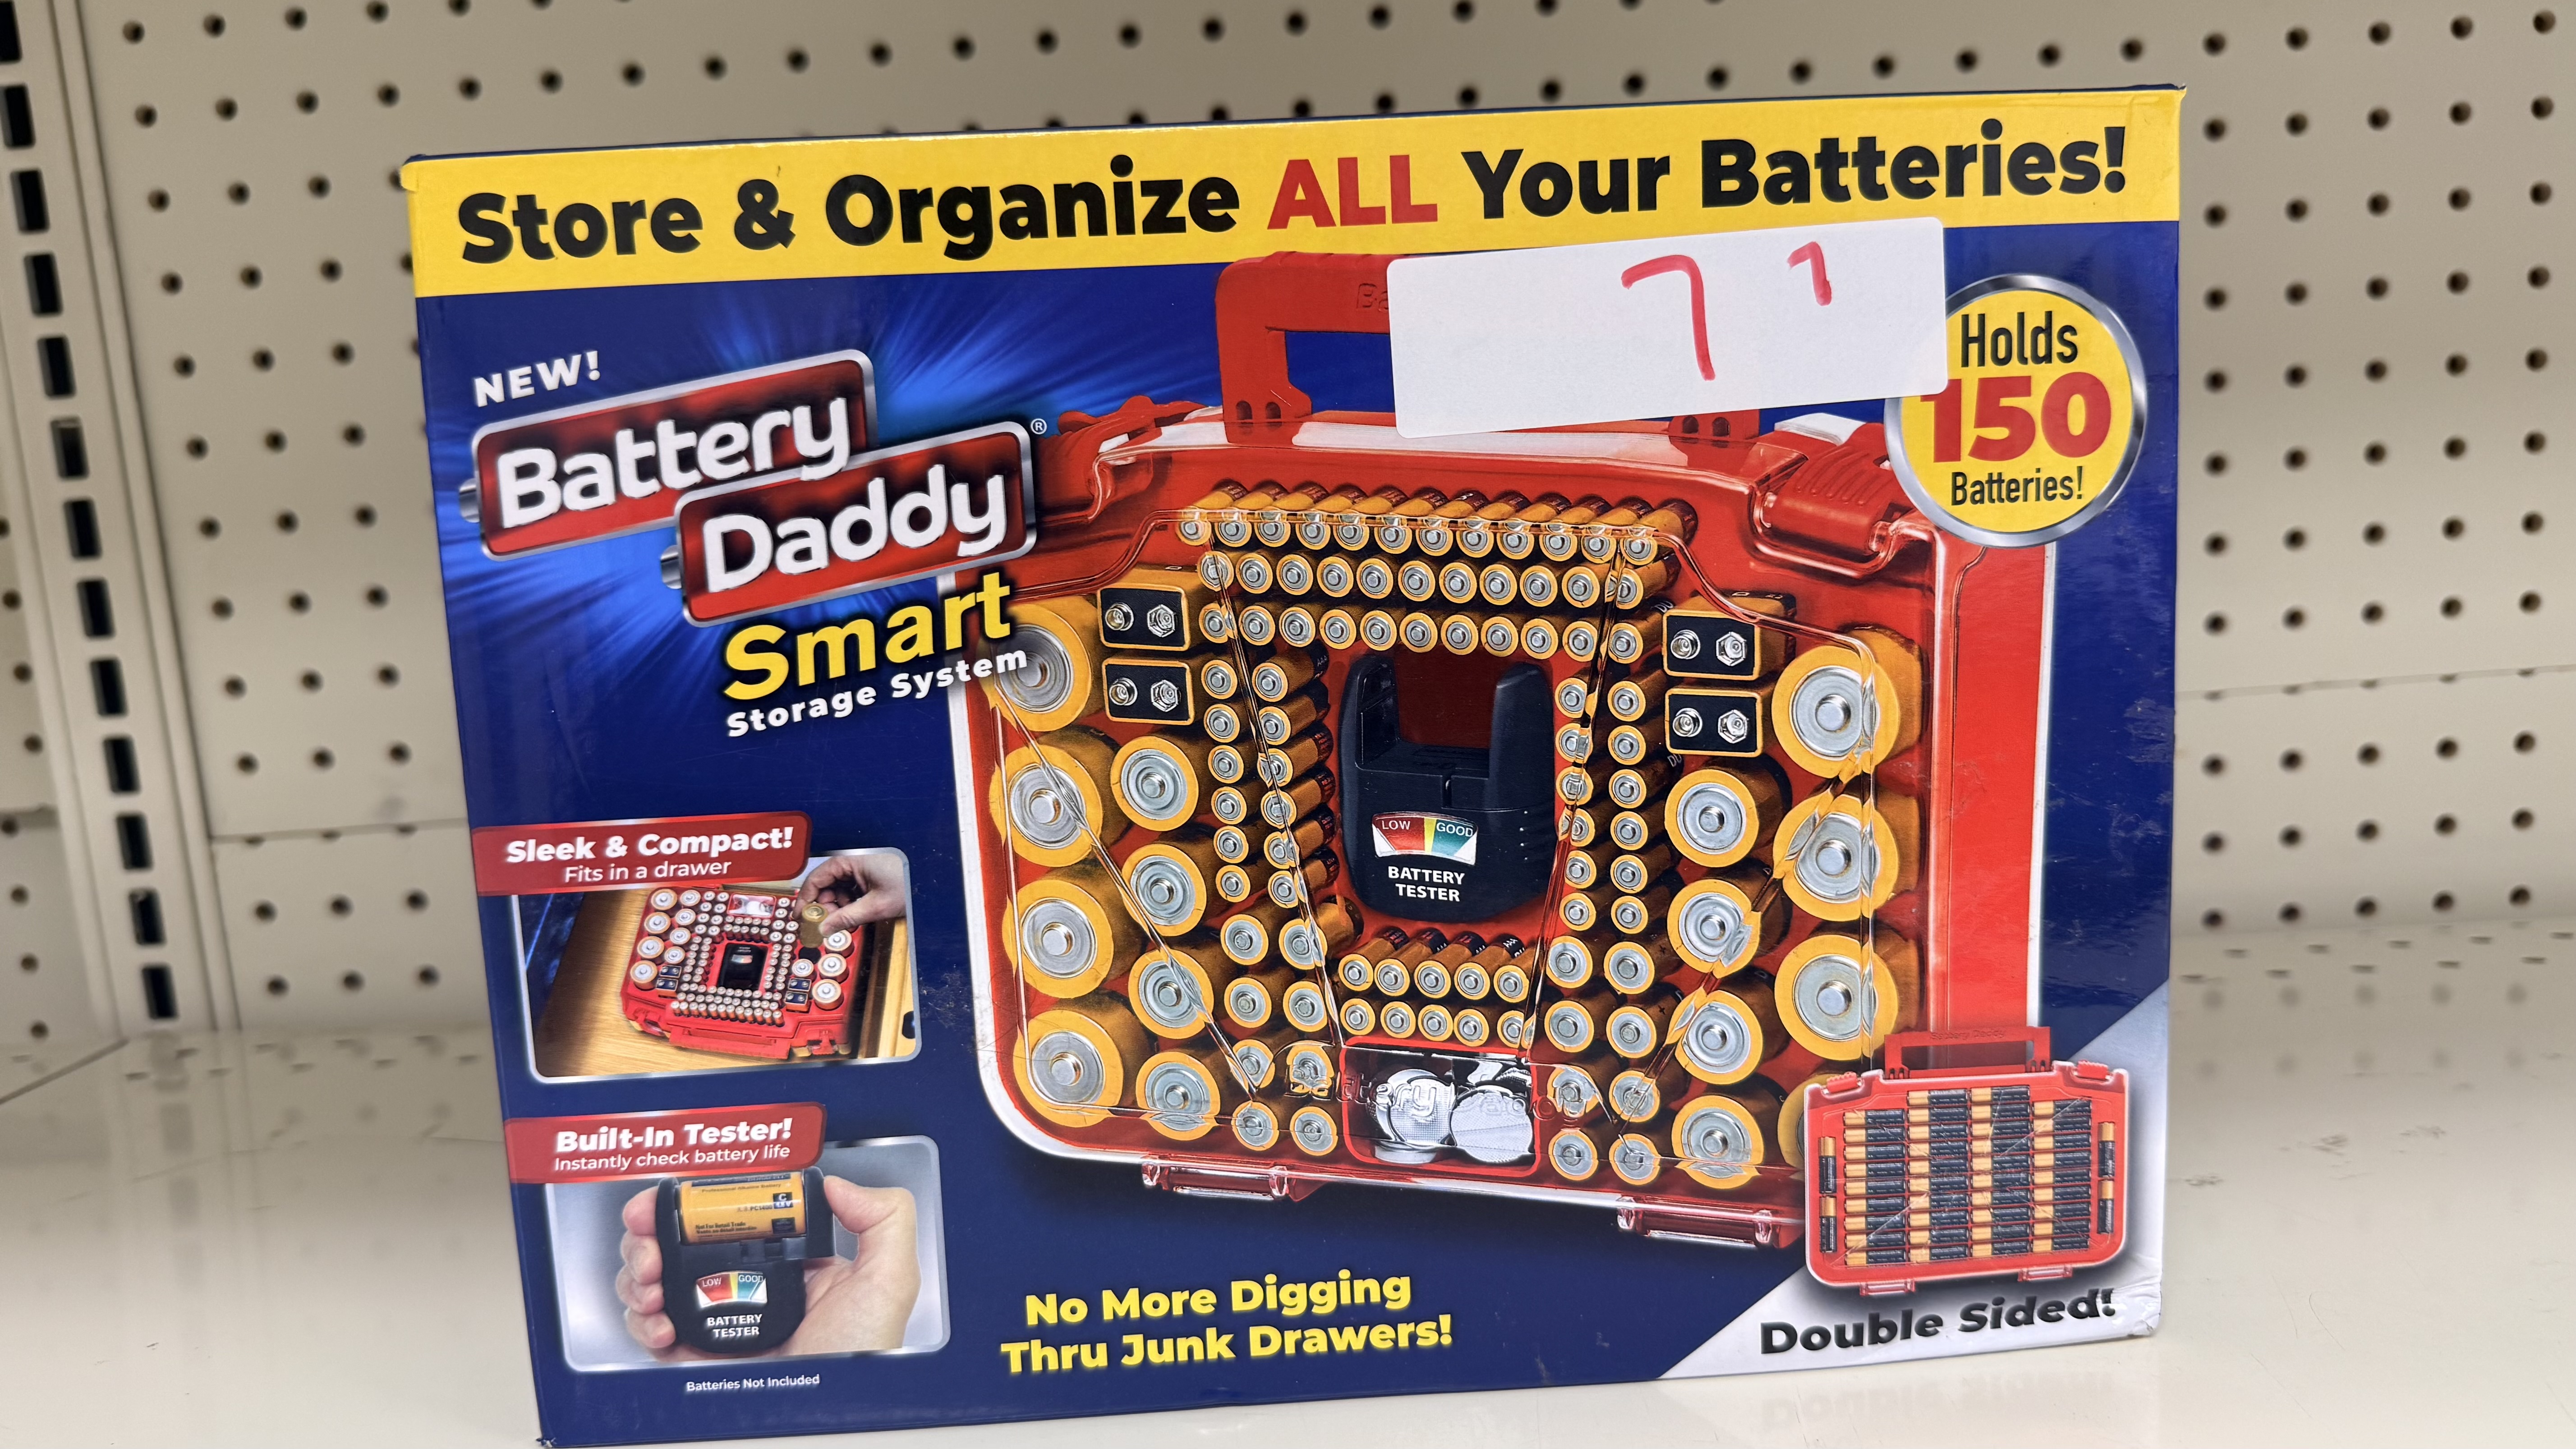 Store & Organize ALL Your Batteries!
7 9
NEW!
Battery
Daddy®
Smart
Storage System
Holds
150
Batteries!
Sleek & Compact!
Fits in a drawer
LOW GOOD
BATTERY
TESTER
Built-In Tester!
Instantly check battery life
LOW GOOD
BATTERY
TESTER
Batteries Not Included
No More Digging
Thru Junk Drawers!
Double Sided!